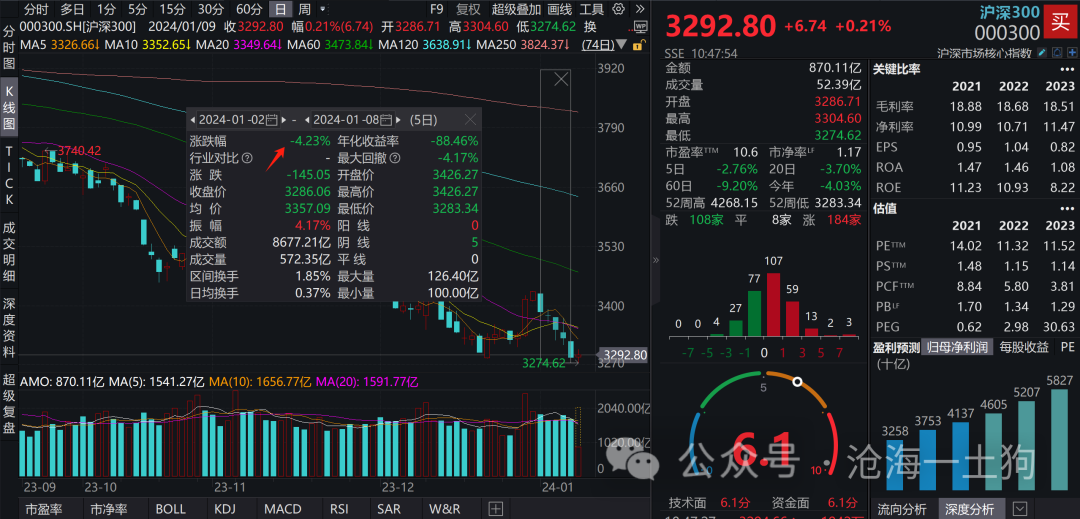 分时 多日 1分 5分 15分 30分 60分 日 周 F9 复权 超级叠加 画线 工具
000300.SH[沪深300] 2024/01/09 收3292.80 幅0.21%(6.74) 开3286.71 高3304.60 低3274.62 换
MA5 3326.66↓ MA10 3352.65↓ MA20 3349.64↓ MA60 3473.84↓ MA120 3638.91↓ MA250 3824.37↓ (74日)
分时图
K线图
TICK
成交明细
深度资料
超级复盘
3920
3790
3660
3530
3400
3270
3292.80
3740.42
3274.62
2024-01-02 - 2024-01-08 (5日)
涨跌幅 -4.23% 年化收益率 -88.46%
行业对比 - 最大回撤 -4.17%
涨 跌 -145.05 开盘价 3426.27
收盘价 3286.06 最高价 3426.27
均 价 3357.09 最低价 3283.34
振 幅 4.17% 阳 线 0
成交额 8677.21亿 阴 线 5
成交量 572.35亿 平 线 0
区间换手 1.85% 最大量 126.40亿
日均换手 0.37% 最小量 100.00亿
AMO: 870.11亿 MA(5): 1541.27亿 MA(10): 1656.77亿 MA(20): 1591.77亿
2040.00亿
1020.00亿
0
23-09 23-10 23-11 23-12 24-01
市盈率 市净率 BOLL KDJ MACD RSI SAR W&R
3292.80 +6.74 +0.21%
沪深300
000300
买
SSE 10:47:54
沪深市场核心指数
金额 870.11亿
成交量 52.39亿
开盘 3286.71
最高 3304.60
最低 3274.62
市盈率TTM 10.6 市净率LF 1.17
5日 -2.76% 20日 -3.70%
60日 -9.20% 今年 -4.03%
52周高 4268.15 52周低 3283.34
跌 108家 平 8家 涨 184家
0 0 4 27 77 107 59 13 2 3
-7 -5 -3 -1 0 1 3 5 7
5
0
10
6.1
技术面 6.1分 资金面 6.1分
关键比率
2021 2022 2023
毛利率 18.88 18.68 18.51
净利率 10.99 10.71 11.47
EPS 0.95 1.04 0.82
ROA 1.47 1.46 1.08
ROE 11.23 10.93 8.22
估值
2021 2022 2023
PETTM 14.02 11.32 11.52
PSTTM 1.48 1.15 1.14
PCFTTM 8.84 5.80 3.81
PBLF 1.70 1.34 1.29
PEG 0.62 2.98 30.63
盈利预测 归母净利润 每股收益 PE
(十亿)
3258 3753 4137 4605 5207 5827
公众号 · 沧海一土狗
流向分析 深度分析